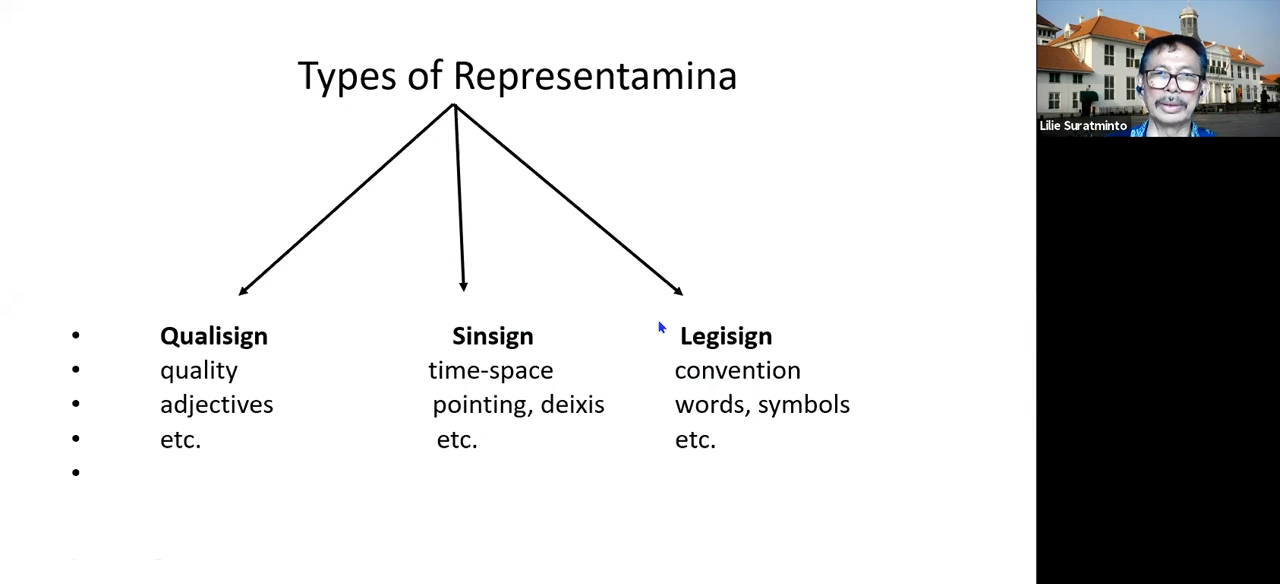 Types of Representamina
Lilie Suratminto
• Qualisign Sinsign Legisign
• quality time-space convention
• adjectives pointing, deixis words, symbols
• etc. etc. etc.
•